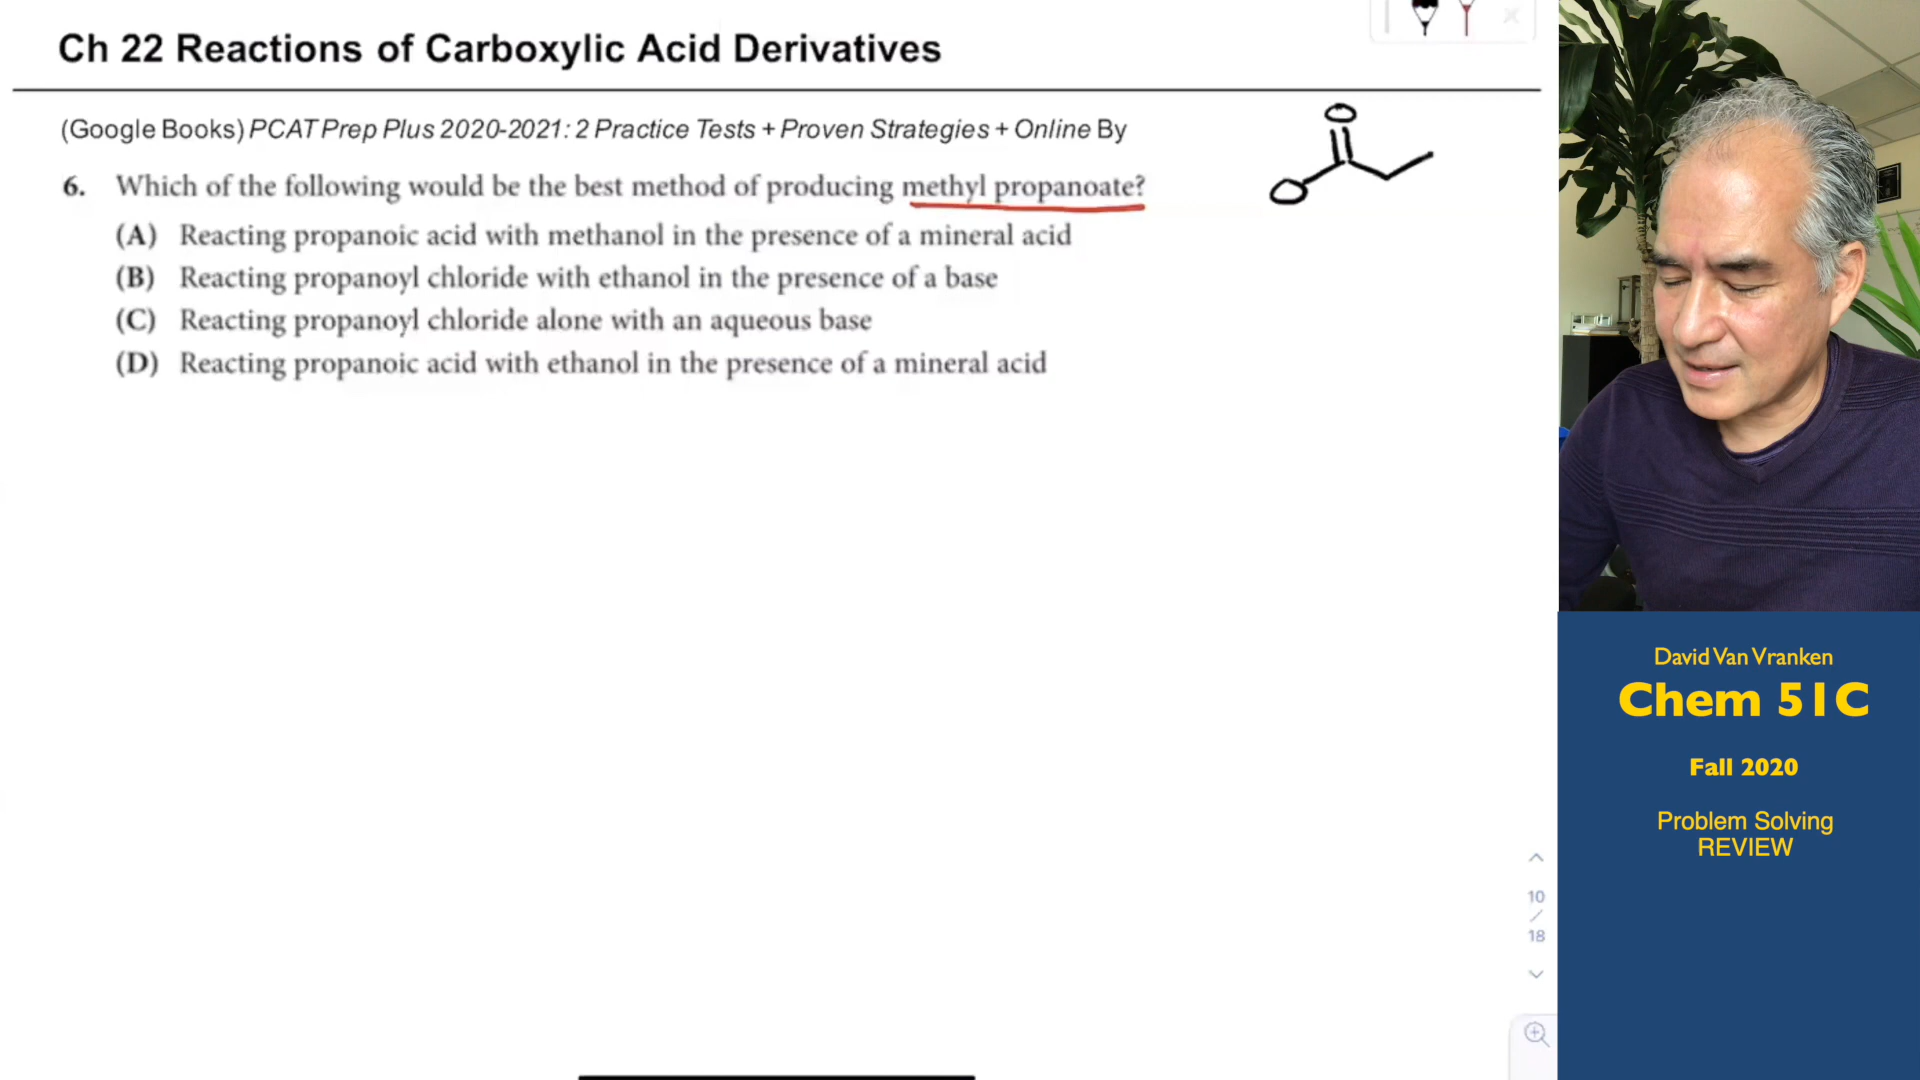 Ch 22 Reactions of Carboxylic Acid Derivatives
(Google Books) PCAT Prep Plus 2020-2021: 2 Practice Tests + Proven Strategies + Online By
6. Which of the following would be the best method of producing methyl propanoate?
(A) Reacting propanoic acid with methanol in the presence of a mineral acid
(B) Reacting propanoyl chloride with ethanol in the presence of a base
(C) Reacting propanoyl chloride alone with an aqueous base
(D) Reacting propanoic acid with ethanol in the presence of a mineral acid
O
O
David Van Vranken
Chem 51C
Fall 2020
Problem Solving
REVIEW
10
/
18